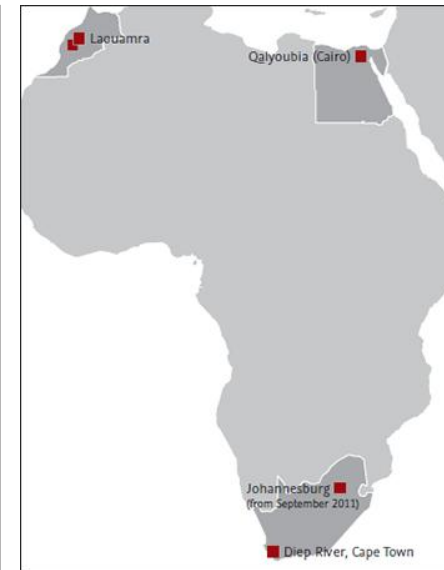 Laouamra
Qalyoubia (Cairo)
Johannesburg
(from September 2011)
Diep River, Cape Town